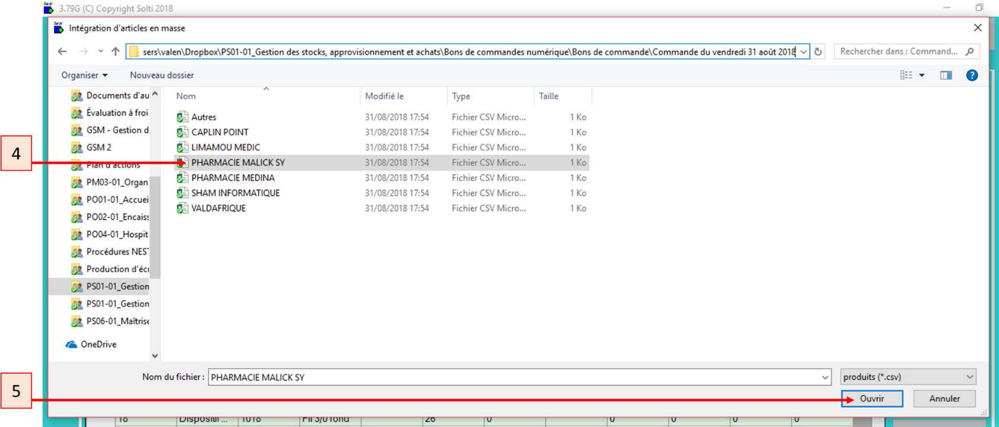 3.79G (C) Copyright Solti 2018
Intégration d'articles en masse
sers\valen\Dropbox\PS01-01_Gestion des stocks, approvisionnement et achats\Bons de commandes numérique\Bons de commande\Commande du vendredi 31 août 2018
Rechercher dans : Command...
Organiser
Nouveau dossier
Documents d'au
Évaluation à froi
GSM - Gestion d
GSM 2
Plan d'actions
PM03-01_Organ
PO01-01_Accuei
PO02-01_Encaiss
PO04-01_Hospit
Procédures NEST
Production d'écr
PS01-01_Gestion
PS01-01_Gestion
PS06-01_Maîtrise
OneDrive
Nom Modifié le Type Taille
Autres 31/08/2018 17:54 Fichier CSV Micro... 1 Ko
CAPLIN POINT 31/08/2018 17:54 Fichier CSV Micro... 1 Ko
LIMAMOU MEDIC 31/08/2018 17:54 Fichier CSV Micro... 1 Ko
PHARMACIE MALICK SY 31/08/2018 17:54 Fichier CSV Micro... 1 Ko
PHARMACIE MEDINA 31/08/2018 17:54 Fichier CSV Micro... 1 Ko
SHAM INFORMATIQUE 31/08/2018 17:54 Fichier CSV Micro... 1 Ko
VALDAFRIQUE 31/08/2018 17:54 Fichier CSV Micro... 1 Ko
4
Nom du fichier : PHARMACIE MALICK SY
produits (*.csv)
5
Ouvrir
Annuler
18 Dispositif ... 1018 Fil 3/0 rond 26 0 0 0 0 0